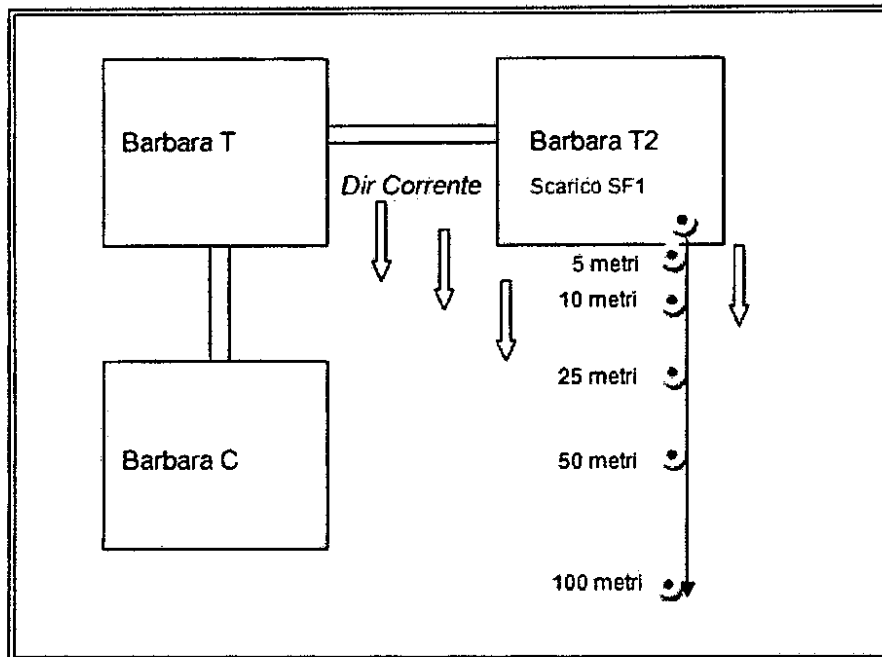 Barbara T
Barbara T2
Dir Corrente
Scarico SF1
5 metri
10 metri
25 metri
Barbara C
50 metri
100 metri